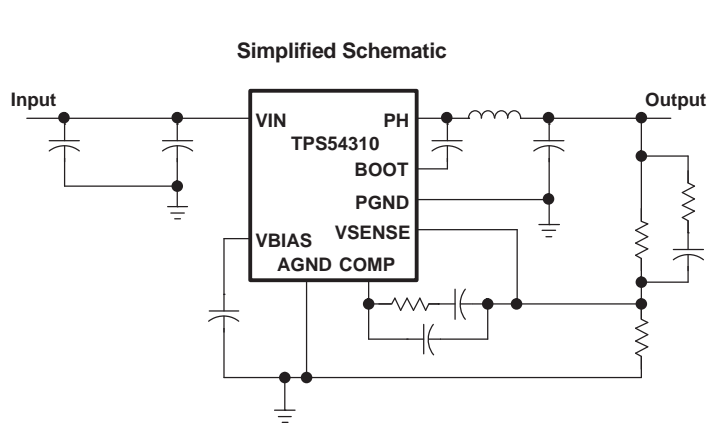 Simplified Schematic
Input
Output
VIN
PH
TPS54310
BOOT
PGND
VSENSE
VBIAS
AGND COMP